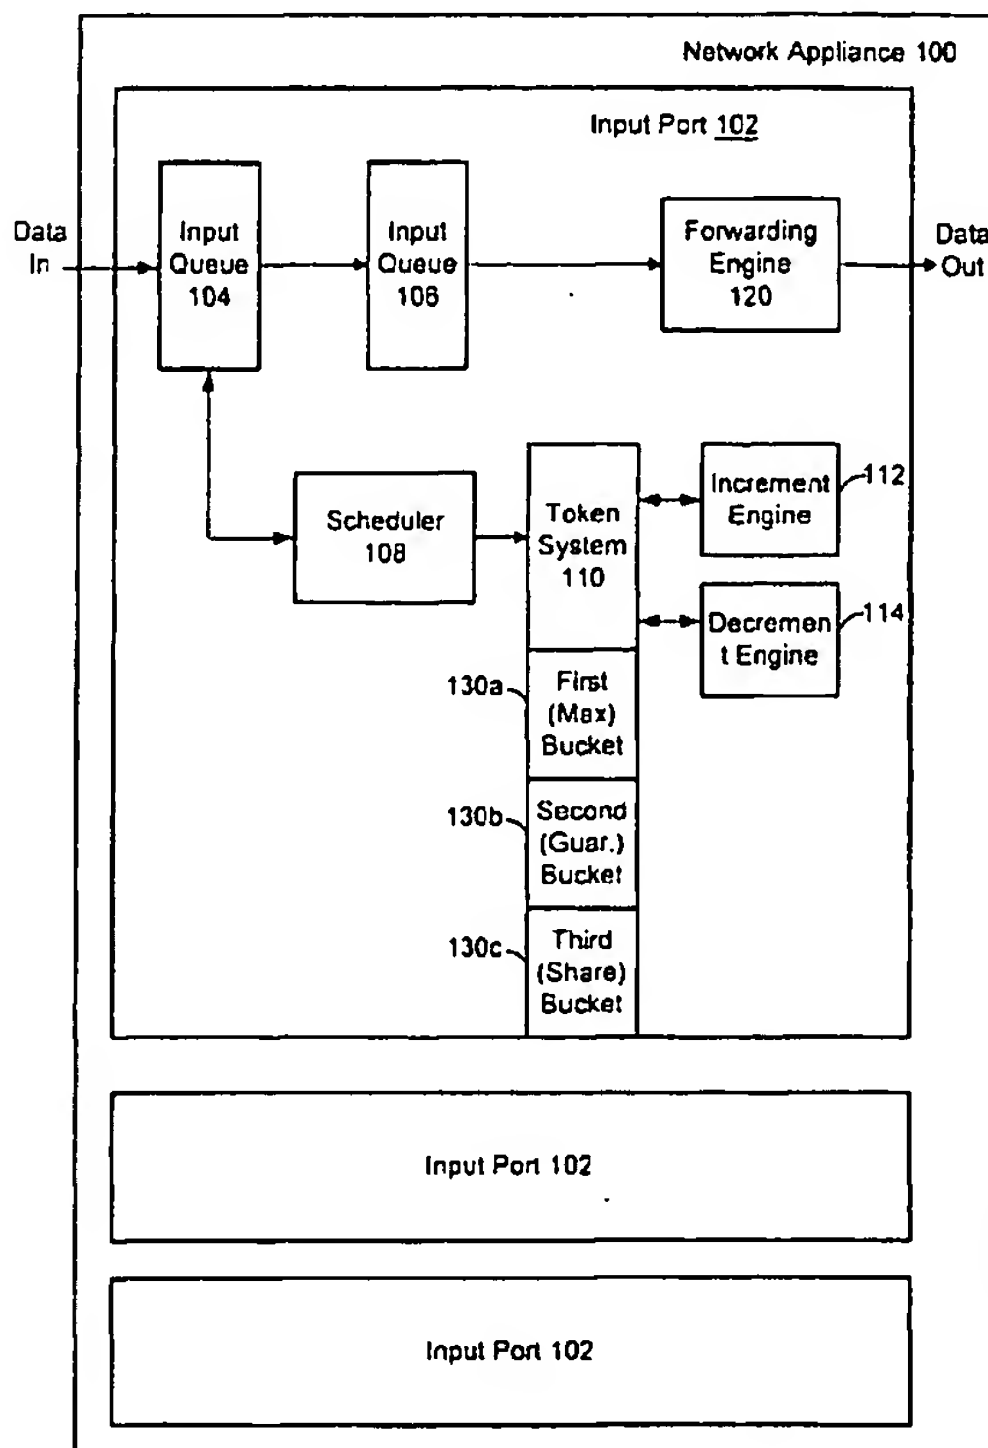 Network Appliance 100
Input Port 102
Data
In
Input
Queue
104
Input
Queue
106
Forwarding
Engine
120
Data
Out
Scheduler
108
Token
System
110
Increment
Engine
112
Decremen
t Engine
114
130a
First
(Max)
Bucket
130b
Second
(Guar.)
Bucket
130c
Third
(Share)
Bucket
Input Port 102
Input Port 102